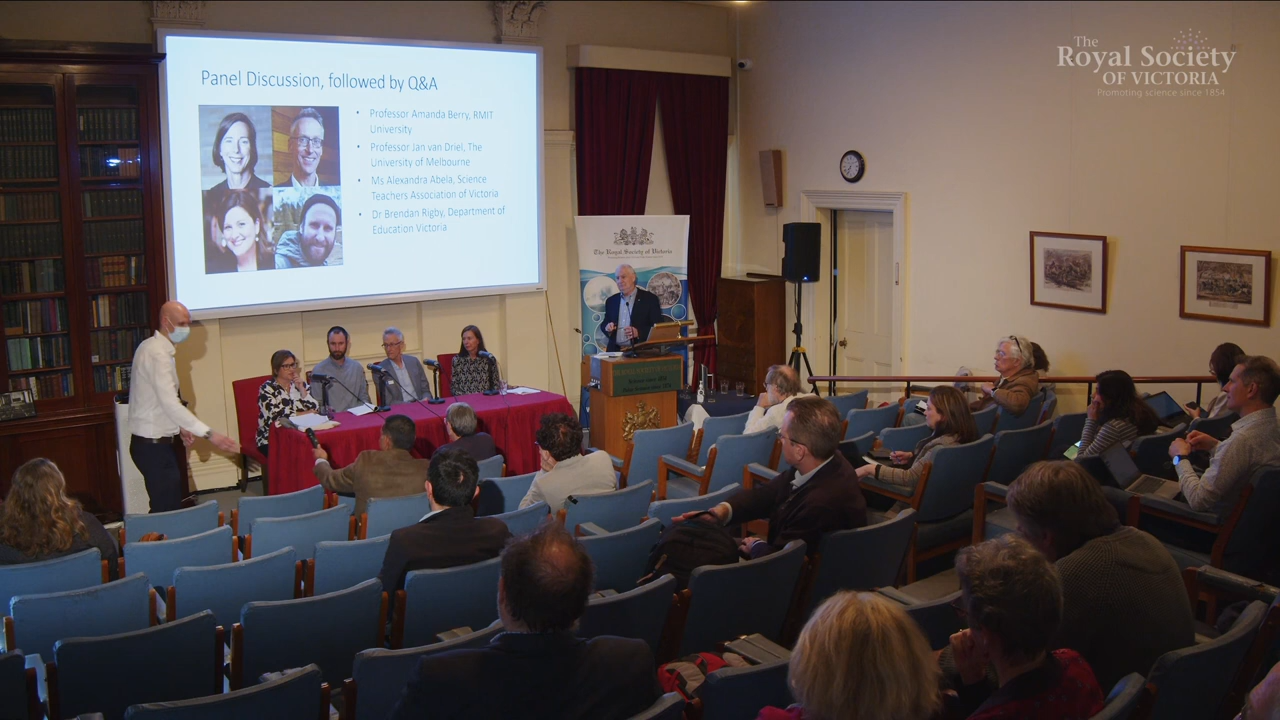 Panel Discussion, followed by Q&A
• Professor Amanda Berry, RMIT
University
• Professor Jan van Driel, The
University of Melbourne
• Ms Alexandra Abela, Science
Teachers Association of Victoria
• Dr Brendan Rigby, Department of
Education Victoria
The
Royal Society
OF VICTORIA
Promoting science since 1854
The Royal Society of Victoria